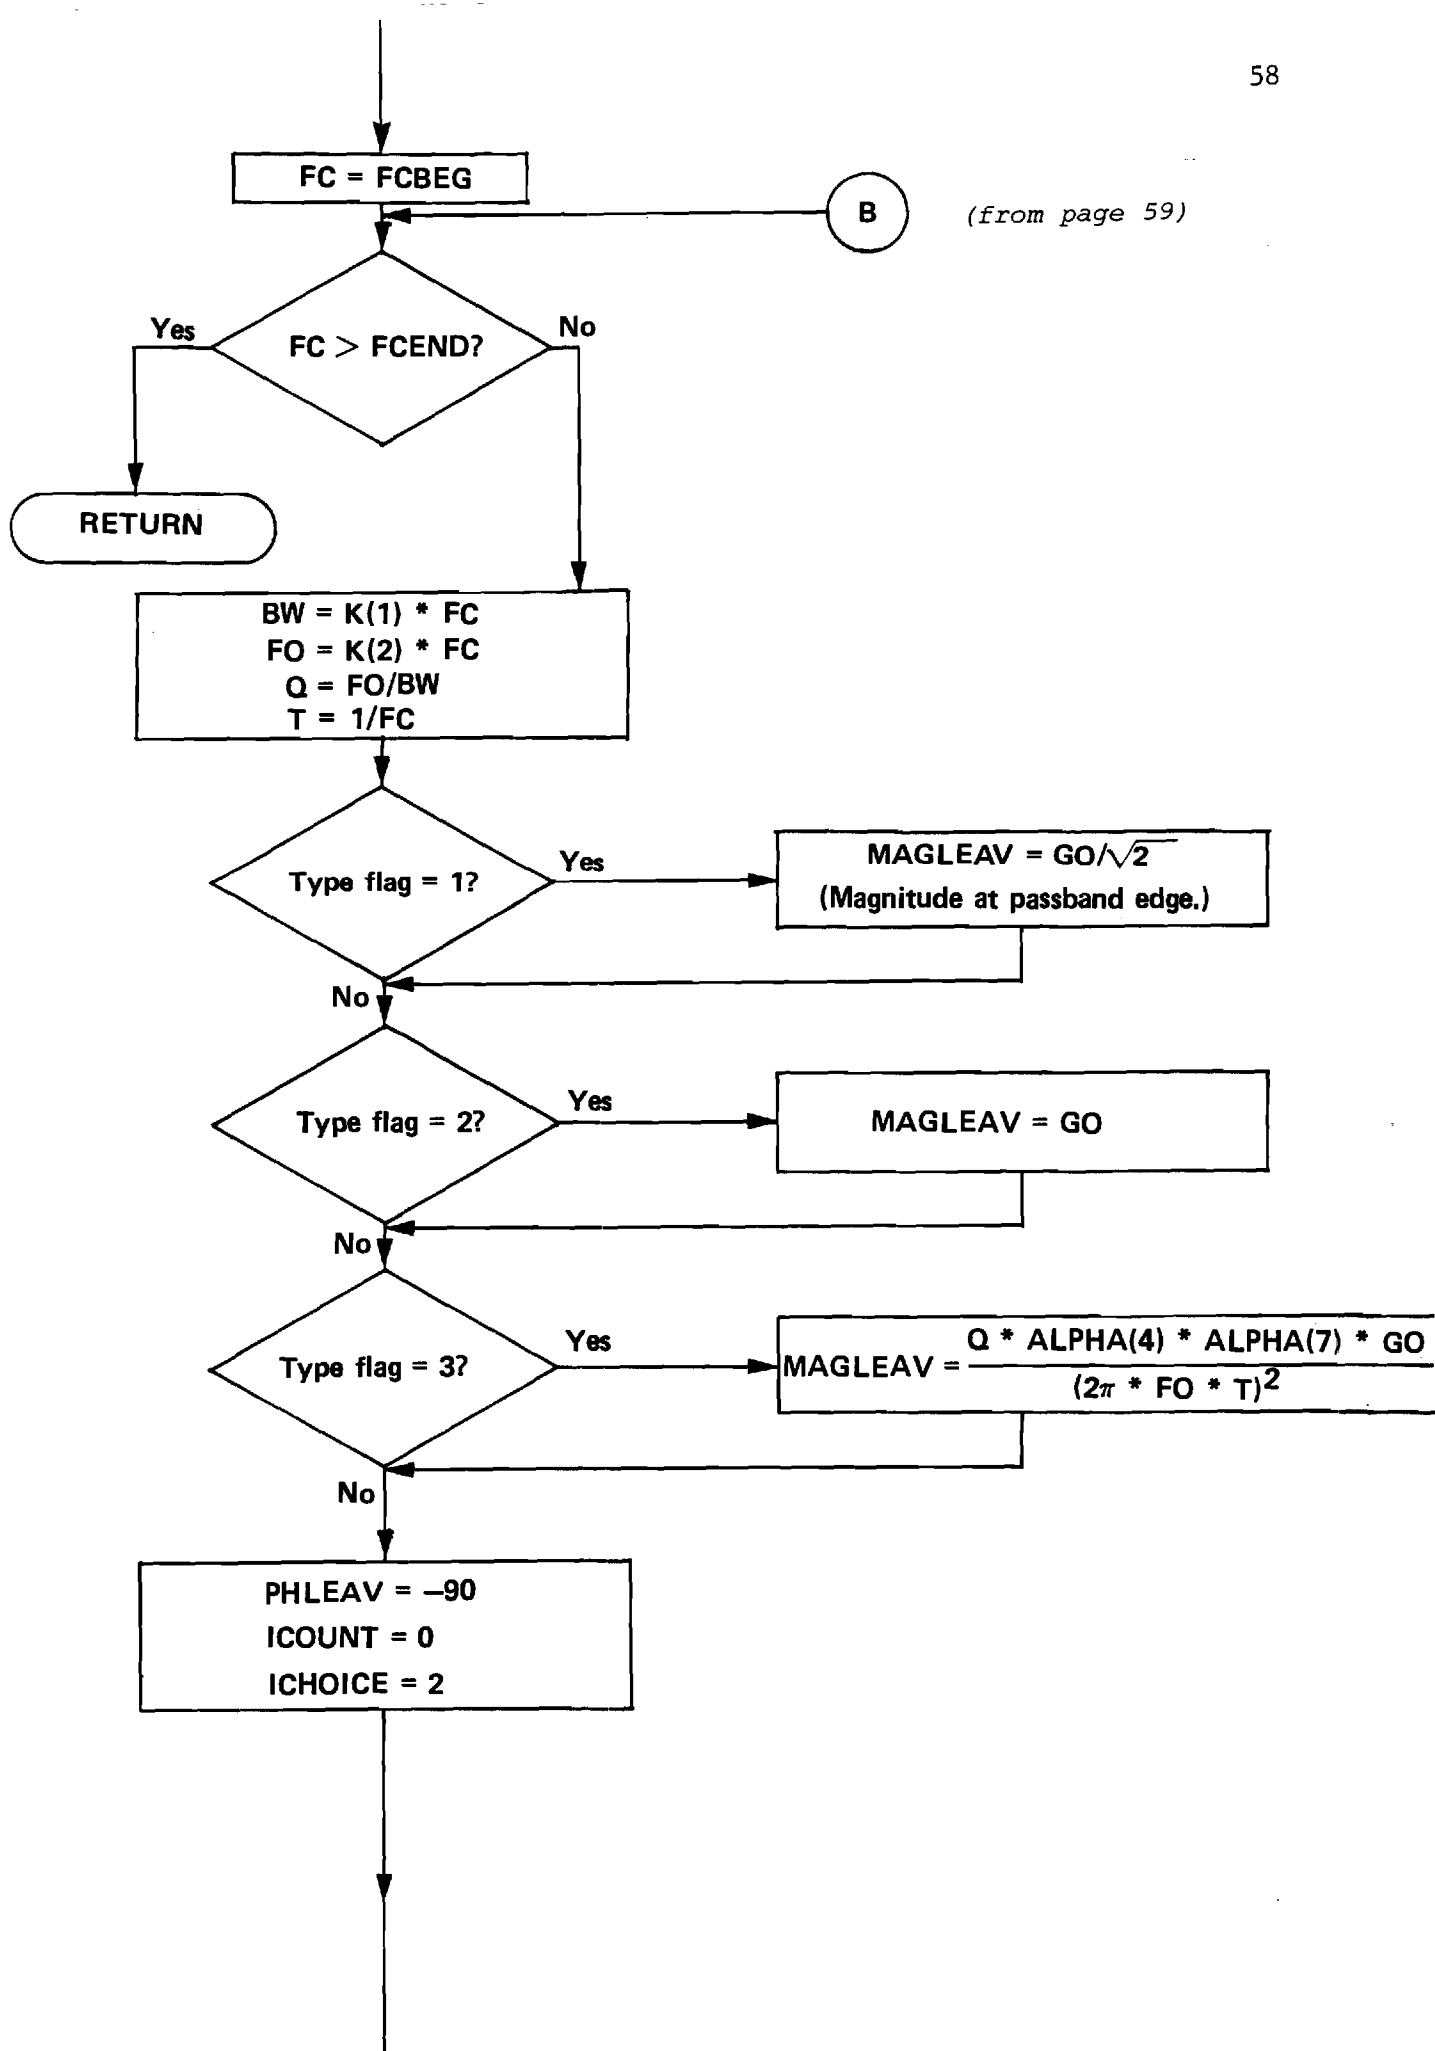 58
FC = FCBEG
B
(from page 59)
Yes
FC > FCEND?
No
RETURN
BW = K(1) * FC
FO = K(2) * FC
Q = FO/BW
T = 1/FC
Type flag = 1?
Yes
MAGLEAV = GO/√2
(Magnitude at passband edge.)
No
Type flag = 2?
Yes
MAGLEAV = GO
No
Type flag = 3?
Yes
Q * ALPHA(4) * ALPHA(7) * GO
MAGLEAV =
(2π * FO * T)²
No
PHLEAV = –90
ICOUNT = 0
ICHOICE = 2